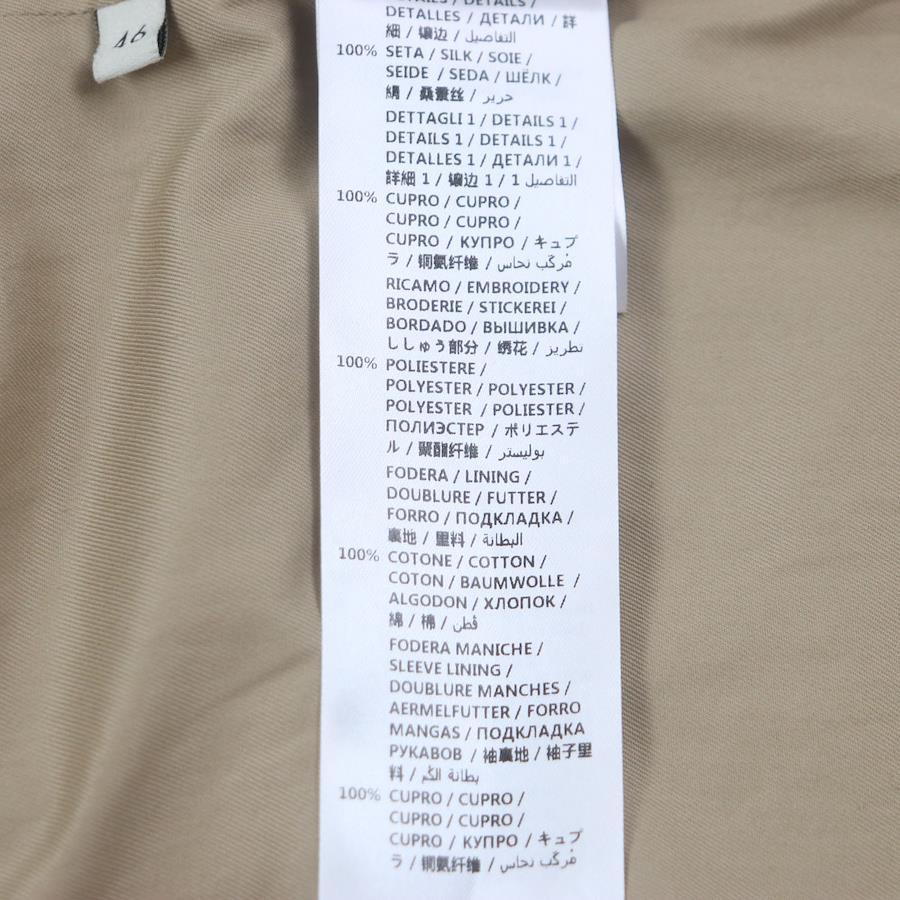 46
DETAILS / DETAILS /
DETALLES / ДЕТАЛИ / 詳
細 / 镶边 / التفاصيل
100% SETA / SILK / SOIE /
SEIDE / SEDA / ШЁЛК /
絹 / 桑蚕丝 / حرير
DETTAGLI 1 / DETAILS 1 /
DETAILS 1 / DETAILS 1 /
DETALLES 1 / ДЕТАЛИ 1 /
詳細 1 / 镶边 1 / 1 التفاصيل
100% CUPRO / CUPRO /
CUPRO / CUPRO /
CUPRO / КУПРО / キュプ
ラ / 铜氨纤维 / مُركّب نحاس
RICAMO / EMBROIDERY /
BRODERIE / STICKEREI /
BORDADO / ВЫШИВКА /
ししゅう部分 / 绣花 / تطريز
100% POLIESTERE /
POLYESTER / POLYESTER /
POLYESTER / POLIESTER /
ПОЛИЭСТЕР / ポリエステ
ル / 聚酯纤维 / بوليستر
FODERA / LINING /
DOUBLURE / FUTTER /
FORRO / ПОДКЛАДКА /
裏地 / 里料 / البطانة
100% COTONE / COTTON /
COTON / BAUMWOLLE /
ALGODON / ХЛОПОК /
綿 / 棉 / قُطن
FODERA MANICHE /
SLEEVE LINING /
DOUBLURE MANCHES /
AERMELFUTTER / FORRO
MANGAS / ПОДКЛАДКА
РУКАВОВ / 袖裏地 / 袖子里
料 / بطانة الكُم
100% CUPRO / CUPRO /
CUPRO / CUPRO /
CUPRO / КУПРО / キュプ
ラ / 铜氨纤维 / مُركّب نحاس